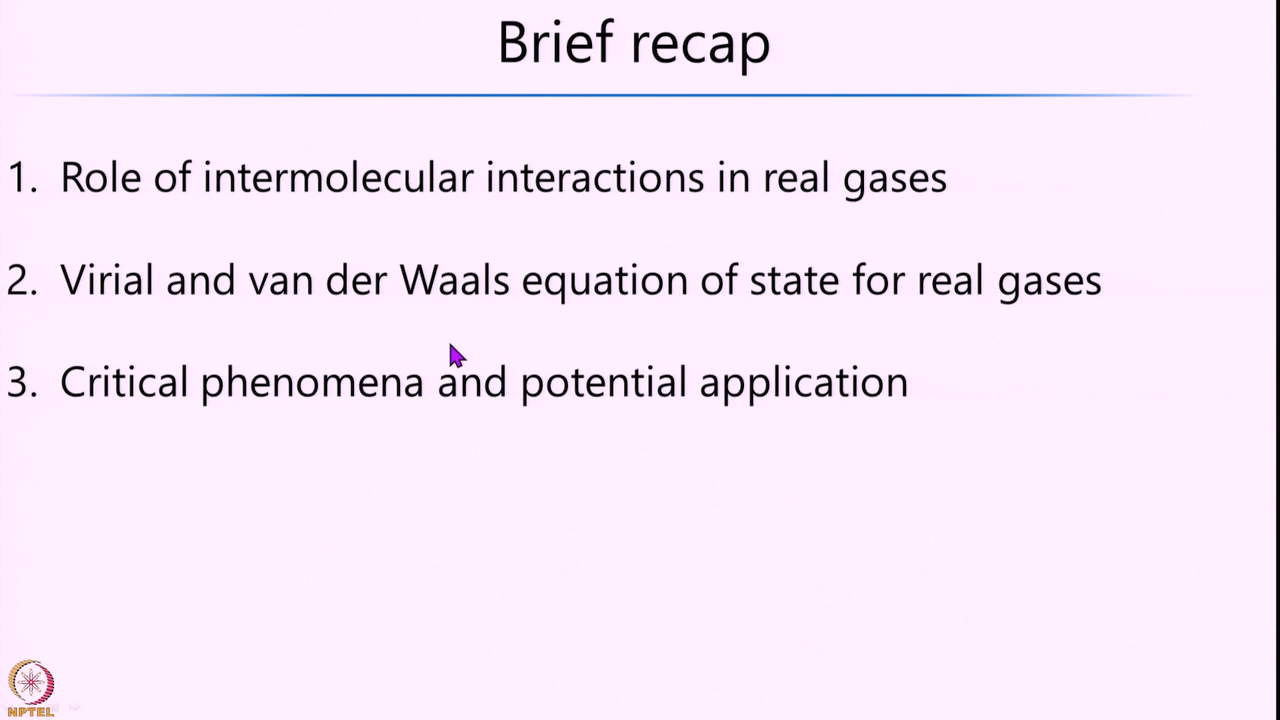 Brief recap
1. Role of intermolecular interactions in real gases
2. Virial and van der Waals equation of state for real gases
3. Critical phenomena and potential application
NPTEL